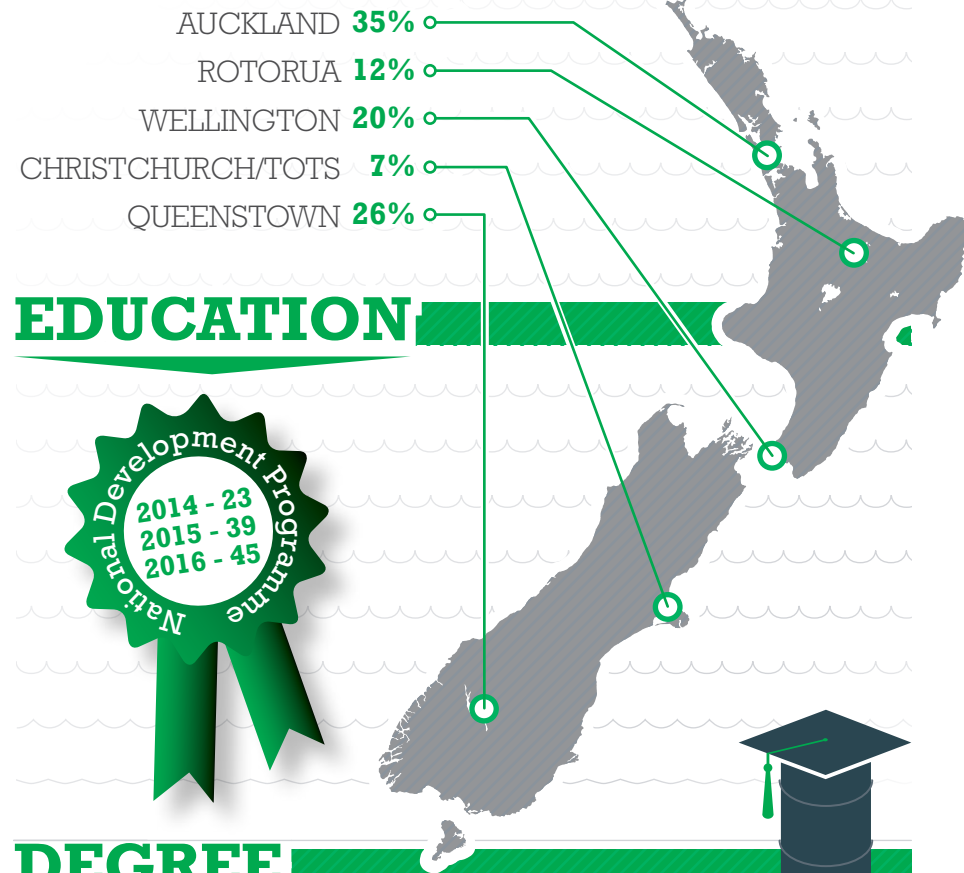 AUCKLAND 35%
ROTORUA 12%
WELLINGTON 20%
CHRISTCHURCH/TOTS 7%
QUEENSTOWN 26%
EDUCATION
National Development Programme
2014 - 23
2015 - 39
2016 - 45
DEGREE